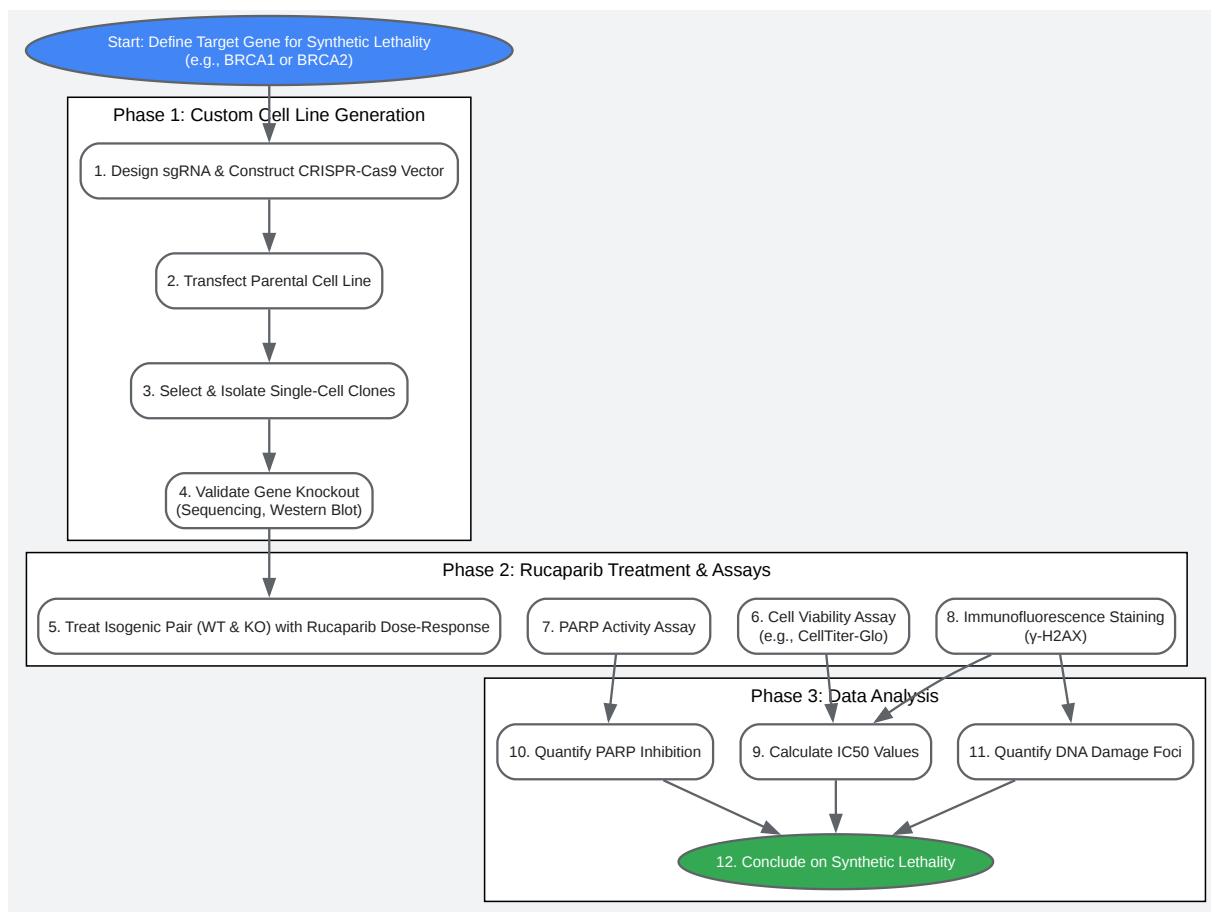 Start: Define Target Gene for Synthetic Lethality
(e.g., BRCA1 or BRCA2)
Phase 1: Custom Cell Line Generation
1. Design sgRNA & Construct CRISPR-Cas9 Vector
2. Transfect Parental Cell Line
3. Select & Isolate Single-Cell Clones
4. Validate Gene Knockout
(Sequencing, Western Blot)
Phase 2: Rucaparib Treatment & Assays
5. Treat Isogenic Pair (WT & KO) with Rucaparib Dose-Response
7. PARP Activity Assay
6. Cell Viability Assay
(e.g., CellTiter-Glo)
8. Immunofluorescence Staining
(γ-H2AX)
Phase 3: Data Analysis
10. Quantify PARP Inhibition
9. Calculate IC50 Values
11. Quantify DNA Damage Foci
12. Conclude on Synthetic Lethality